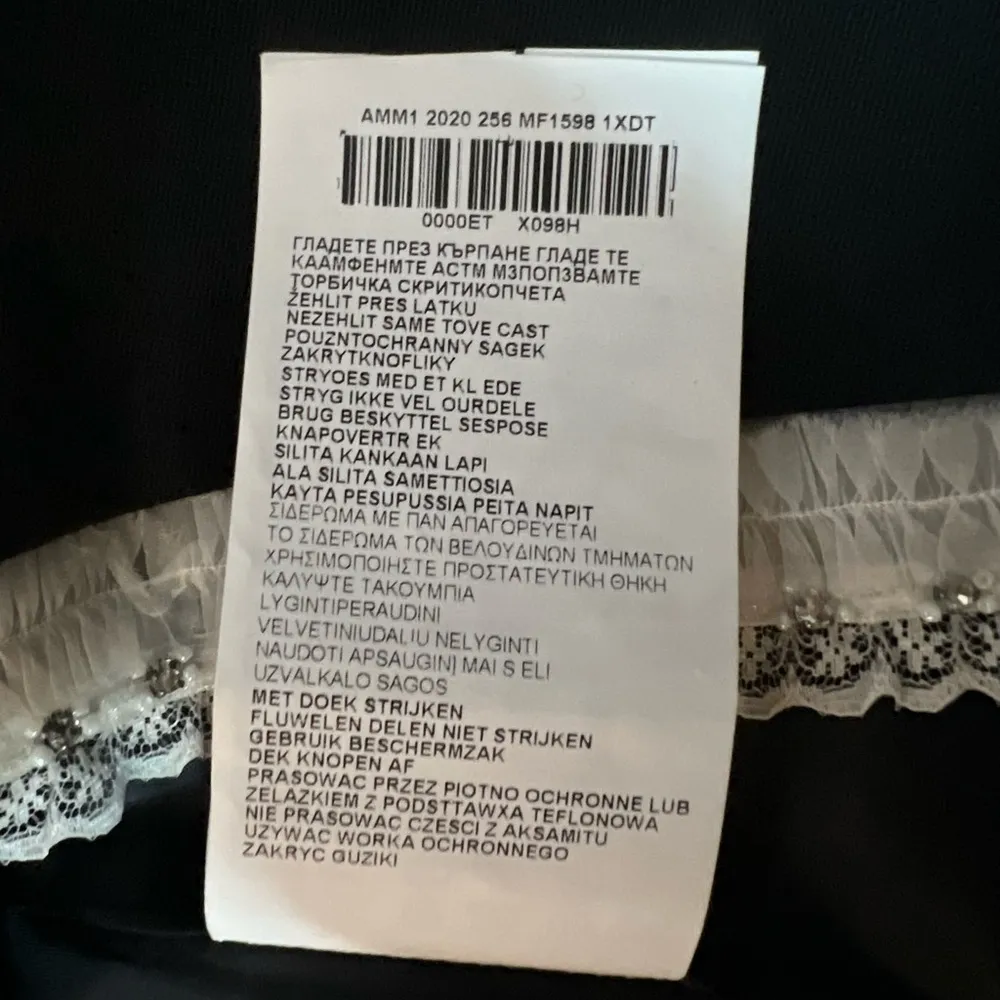 AMM1 2020 256 MF1598 1XDT
0000ET X098H
ГЛАДЕТЕ ПРЕЗ КЪРПАНЕ ГЛАДЕ ТЕ
КААМФЕНМТЕ АСТМ МЗПОПЗВАМТЕ
ТОРБИЧКА СКРИТИКОПЧЕТА
ŽEHLIT PRES LATKU
NEZEHLIT SAME TOVE CAST
POUZNTOCHRANNY SAGEK
ZAKRYTKNOFLIKY
STRYOES MED ET KL EDE
STRYG IKKE VEL OURDELE
BRUG BESKYTTEL SESPOSE
KNAPOVERTR EK
SILITA KANKAAN LAPI
ALA SILITA SAMETTIOSIA
KAYTA PESUPUSSIA PEITA NAPIT
ΣΙΔΕΡΩΜΑ ΜΕ ΠΑΝ ΑΠΑΓΟΡΕΥΕΤΑΙ
ΤΟ ΣΙΔΕΡΩΜΑ ΤΩΝ ΒΕΛΟΥΔΙΝΩΝ ΤΜΗΜΑΤΩΝ
ΧΡΗΣΙΜΟΠΟΙΗΣΤΕ ΠΡΟΣΤΑΤΕΥΤΙΚΗ ΘΗΚΗ
ΚΑΛΥΨΤΕ ΤΑΚΟΥΜΠιΑ
LYGINTIPERAUDINI
VELVETINIUDALIU NELYGINTI
NAUDOTI APSAUGIN] MAI S ELI
UZVALKALO SAGOS
MET DOEK STRIJKEN
FLUWELEN DELEN NIET STRIJKEN
GEBRUIK BESCHERMZAK
DEK KNOPEN AF
PRASOWAC PRZEZ PIOTNO OCHRONNE LUB
ZELAZKIEM Z PODSTTAWXA TEFLONOWA
NIE PRASOWAC CZESCI Z AKSAMITU
UZYWAC WORKA OCHRONNEGO
ZAKRYC GUZIKI